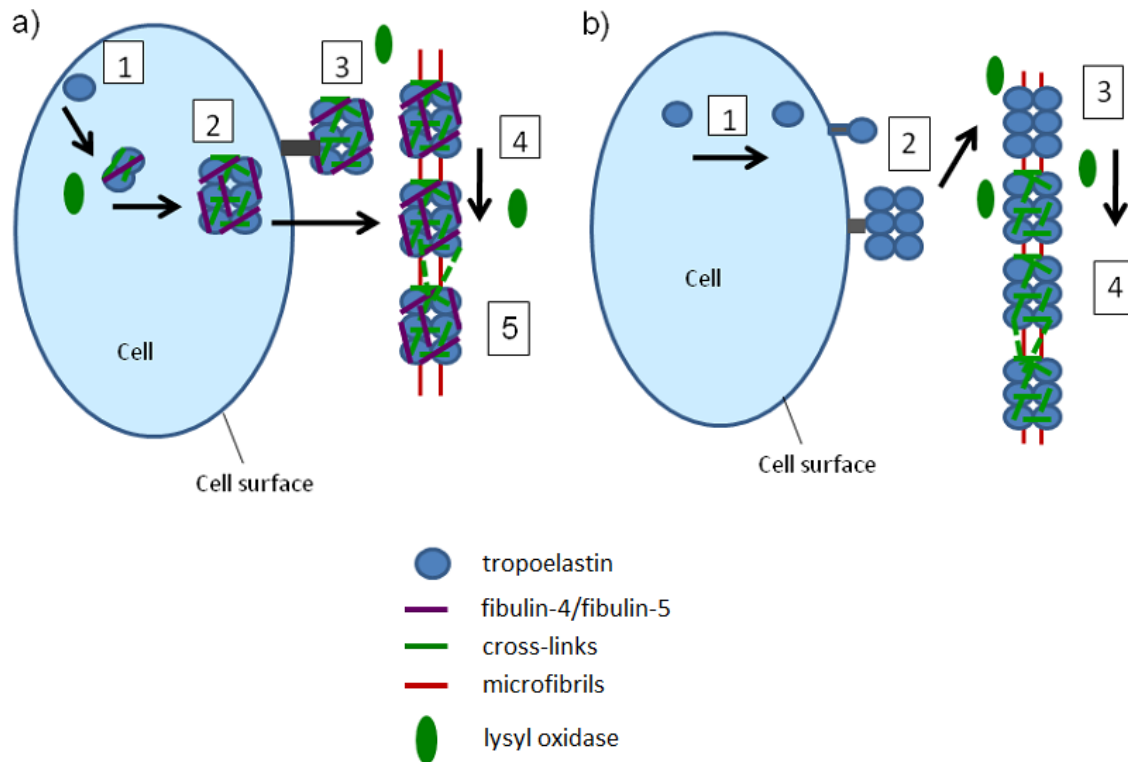 a)
1
2
3
4
5
Cell
Cell surface
b)
1
2
3
4
Cell
Cell surface
tropoelastin
fibulin-4/fibulin-5
cross-links
microfibrils
lysyl oxidase